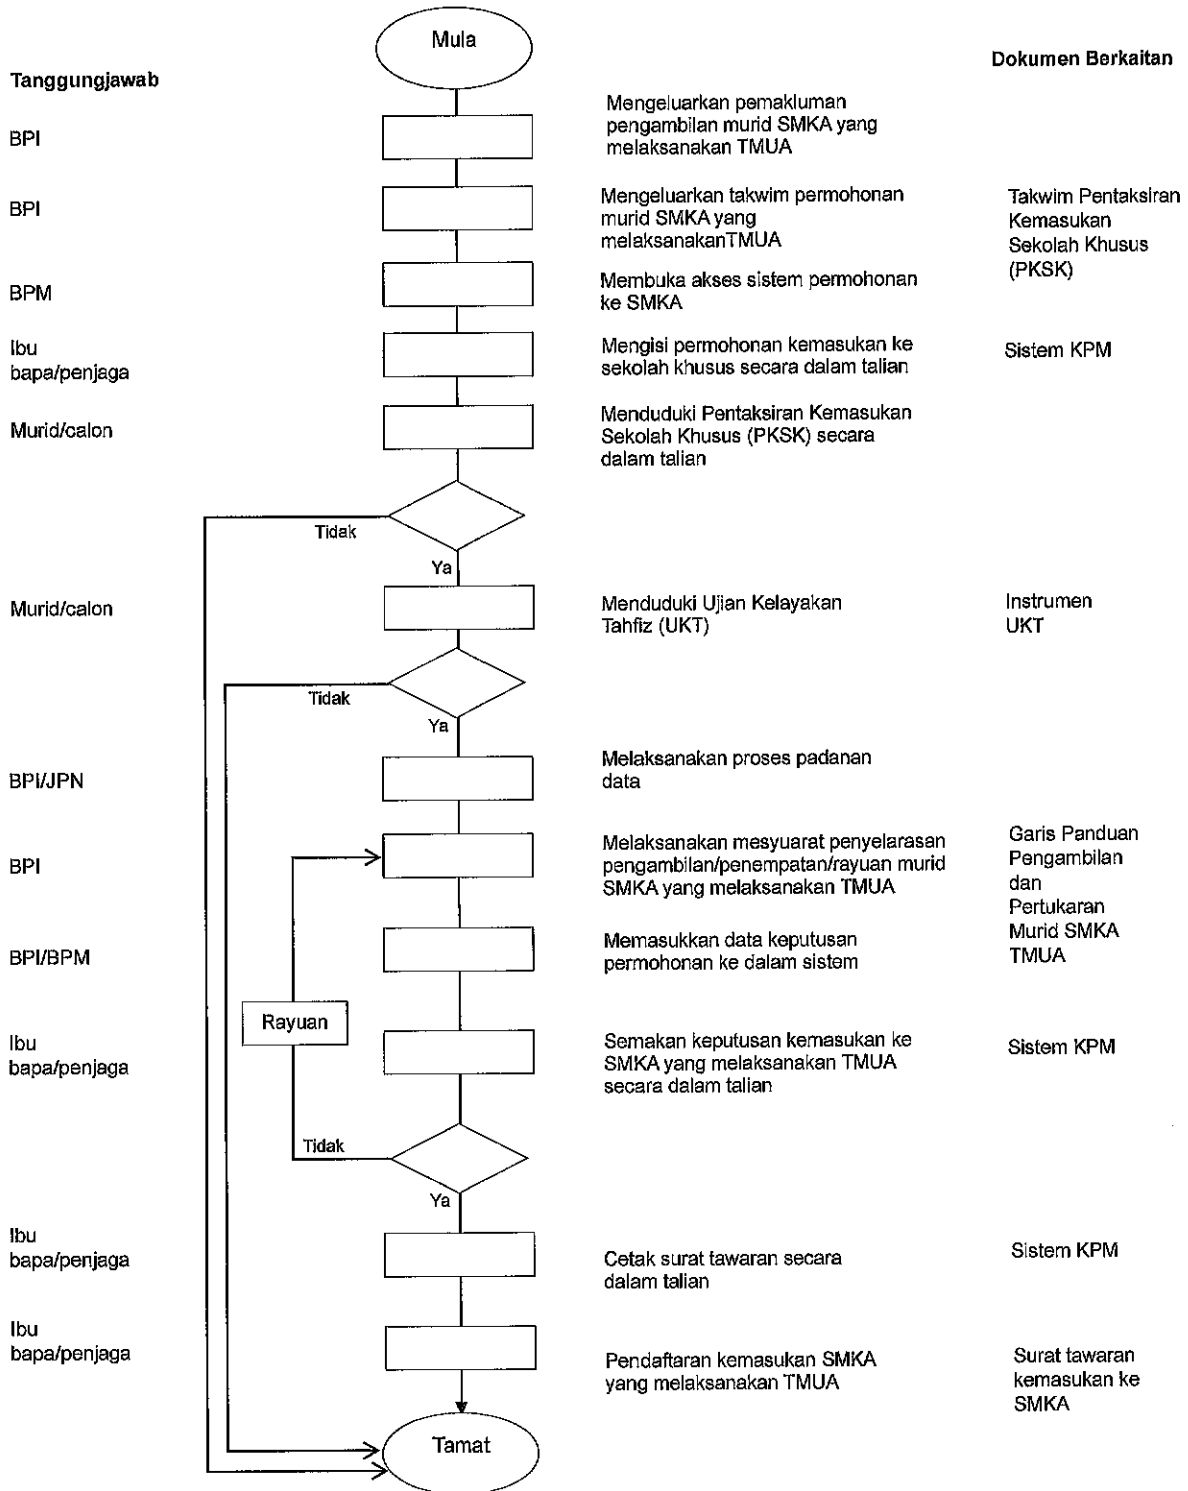 Mula
Dokumen Berkaitan
Tanggungjawab
BPI
Mengeluarkan pemakluman
pengambilan murid SMKA yang
melaksanakan TMUA
BPI
Mengeluarkan takwim permohonan
murid SMKA yang
melaksanakanTMUA
Takwim Pentaksiran
Kemasukan
Sekolah Khusus
(PKSK)
BPM
Membuka akses sistem permohonan
ke SMKA
Ibu
bapa/penjaga
Mengisi permohonan kemasukan ke
sekolah khusus secara dalam talian
Sistem KPM
Murid/calon
Menduduki Pentaksiran Kemasukan
Sekolah Khusus (PKSK) secara
dalam talian
Tidak
Ya
Murid/calon
Menduduki Ujian Kelayakan
Tahfiz (UKT)
Instrumen
UKT
Tidak
Ya
BPI/JPN
Melaksanakan proses padanan
data
BPI
Melaksanakan mesyuarat penyelarasan
pengambilan/penempatan/rayuan murid
SMKA yang melaksanakan TMUA
Garis Panduan
Pengambilan
dan
Pertukaran
Murid SMKA
TMUA
BPI/BPM
Memasukkan data keputusan
permohonan ke dalam sistem
Rayuan
Ibu
bapa/penjaga
Semakan keputusan kemasukan ke
SMKA yang melaksanakan TMUA
secara dalam talian
Sistem KPM
Tidak
Ya
Ibu
bapa/penjaga
Cetak surat tawaran secara
dalam talian
Sistem KPM
Ibu
bapa/penjaga
Pendaftaran kemasukan SMKA
yang melaksanakan TMUA
Surat tawaran
kemasukan ke
SMKA
Tamat